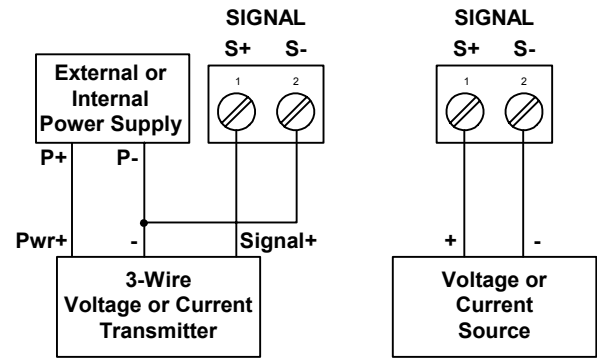 SIGNAL
S+ S-
1 2
External or
Internal
Power Supply
P+ P-
Pwr+ - Signal+
3-Wire
Voltage or Current
Transmitter
SIGNAL
S+ S-
1 2
+ -
Voltage or
Current
Source